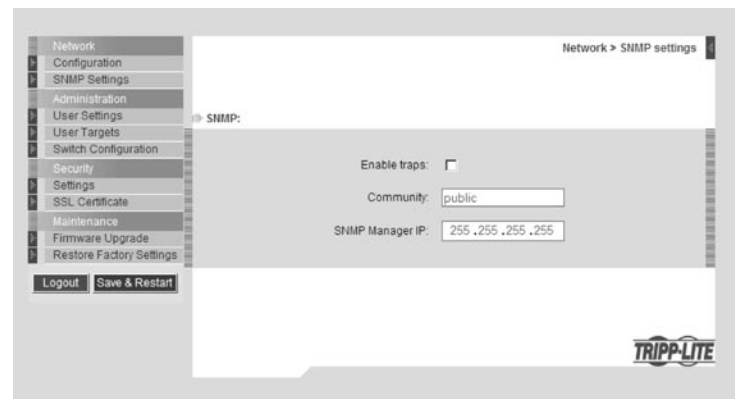 Network > SNMP settings
Network
Configuration
SNMP Settings
Administration
User Settings
User Targets
Switch Configuration
Security
Settings
SSL Certificate
Maintenance
Firmware Upgrade
Restore Factory Settings
Logout
Save & Restart
SNMP:
Enable traps:
Community: public
SNMP Manager IP: 255 .255 .255 .255
TRIPP-LITE